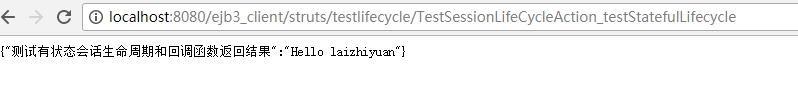 localhost:8080/ejb3_client/struts/testlifecycle/TestSessionLifeCycleAction_testStatefulLifecycle
{"测试有状态会话生命周期和回调函数返回结果":"Hello laizhiyuan"}